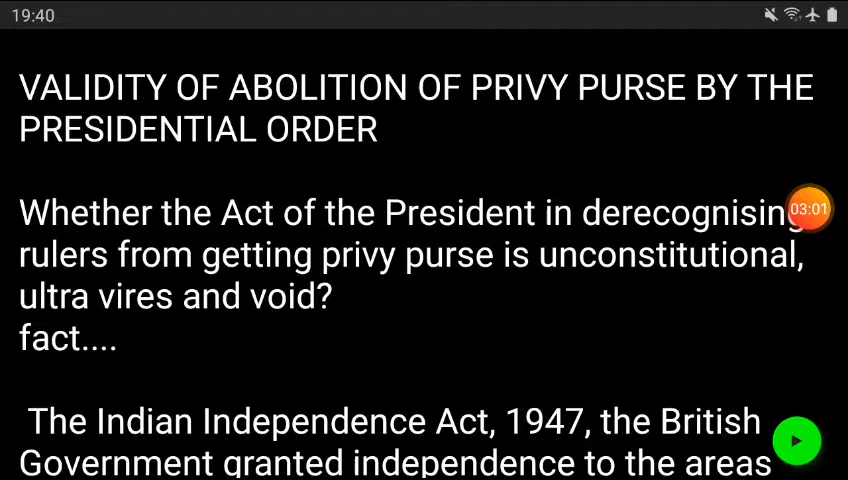 19:40
VALIDITY OF ABOLITION OF PRIVY PURSE BY THE
PRESIDENTIAL ORDER
Whether the Act of the President in derecognising
03:01
rulers from getting privy purse is unconstitutional,
ultra vires and void?
fact....
The Indian Independence Act, 1947, the British
Government granted independence to the areas